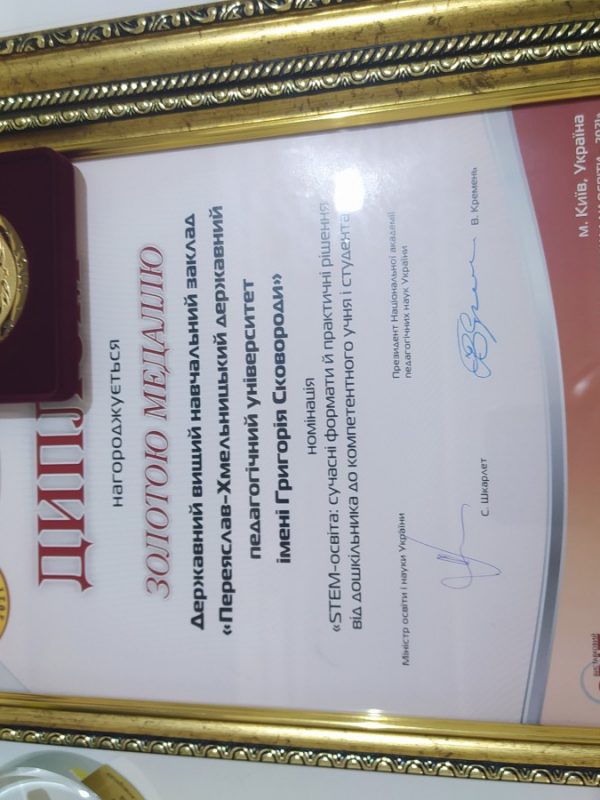 ДИПЛОМ
нагороджується
ЗОЛОТОЮ МЕДАЛЛЮ
Державний вищий навчальний заклад
«Переяслав-Хмельницький державний
педагогічний університет
імені Григорія Сковороди»
номінація
«STEM-освіта: сучасні формати й практичні рішення
від дошкільника до компетентного учня і студента»
Міністр освіти і науки України
С. Шкарлет
Президент Національної академії
педагогічних наук України
В. Кремень
м. Київ, Україна